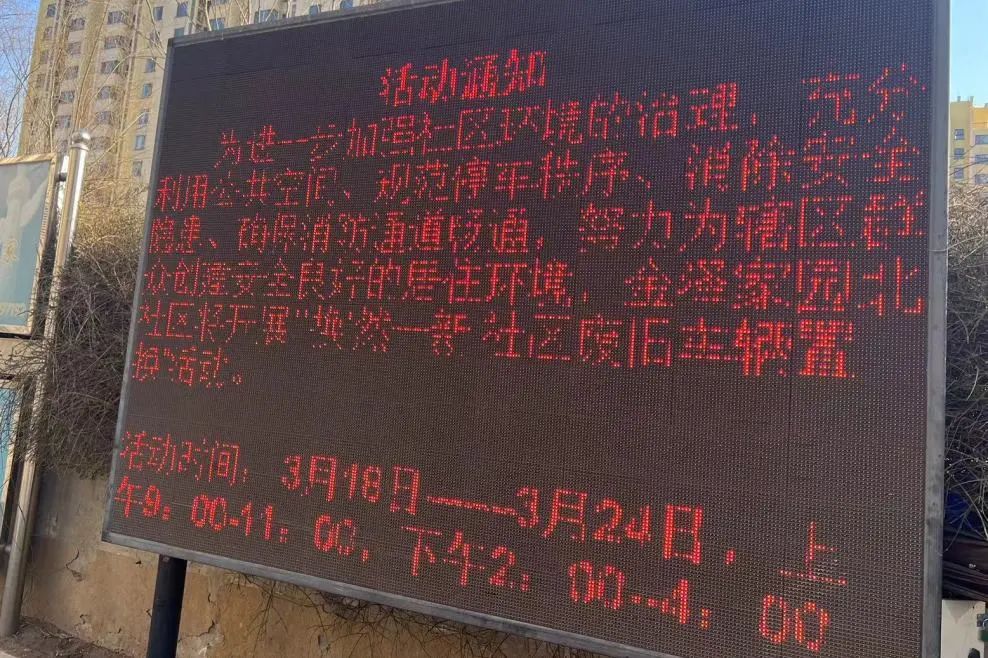 活动通知
为进一步加强社区环境的治理，充分
利用公共空间、规范停车秩序、消除安全
隐患、确保消防通道畅通，努力为辖区群
众创建安全良好的居住环境，金塔家园北
社区将开展“焕然一新 社区废旧车辆置
换”活动。
活动时间：3月18日——3月24日，上
午9：00-11：00，下午2：00--4：00